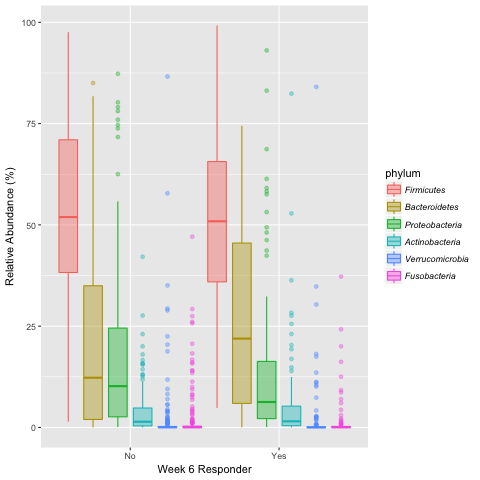 100
75
50
25
0
Relative Abundance (%)
No
Yes
Week 6 Responder
phylum
Firmicutes
Bacteroidetes
Proteobacteria
Actinobacteria
Verrucomicrobia
Fusobacteria